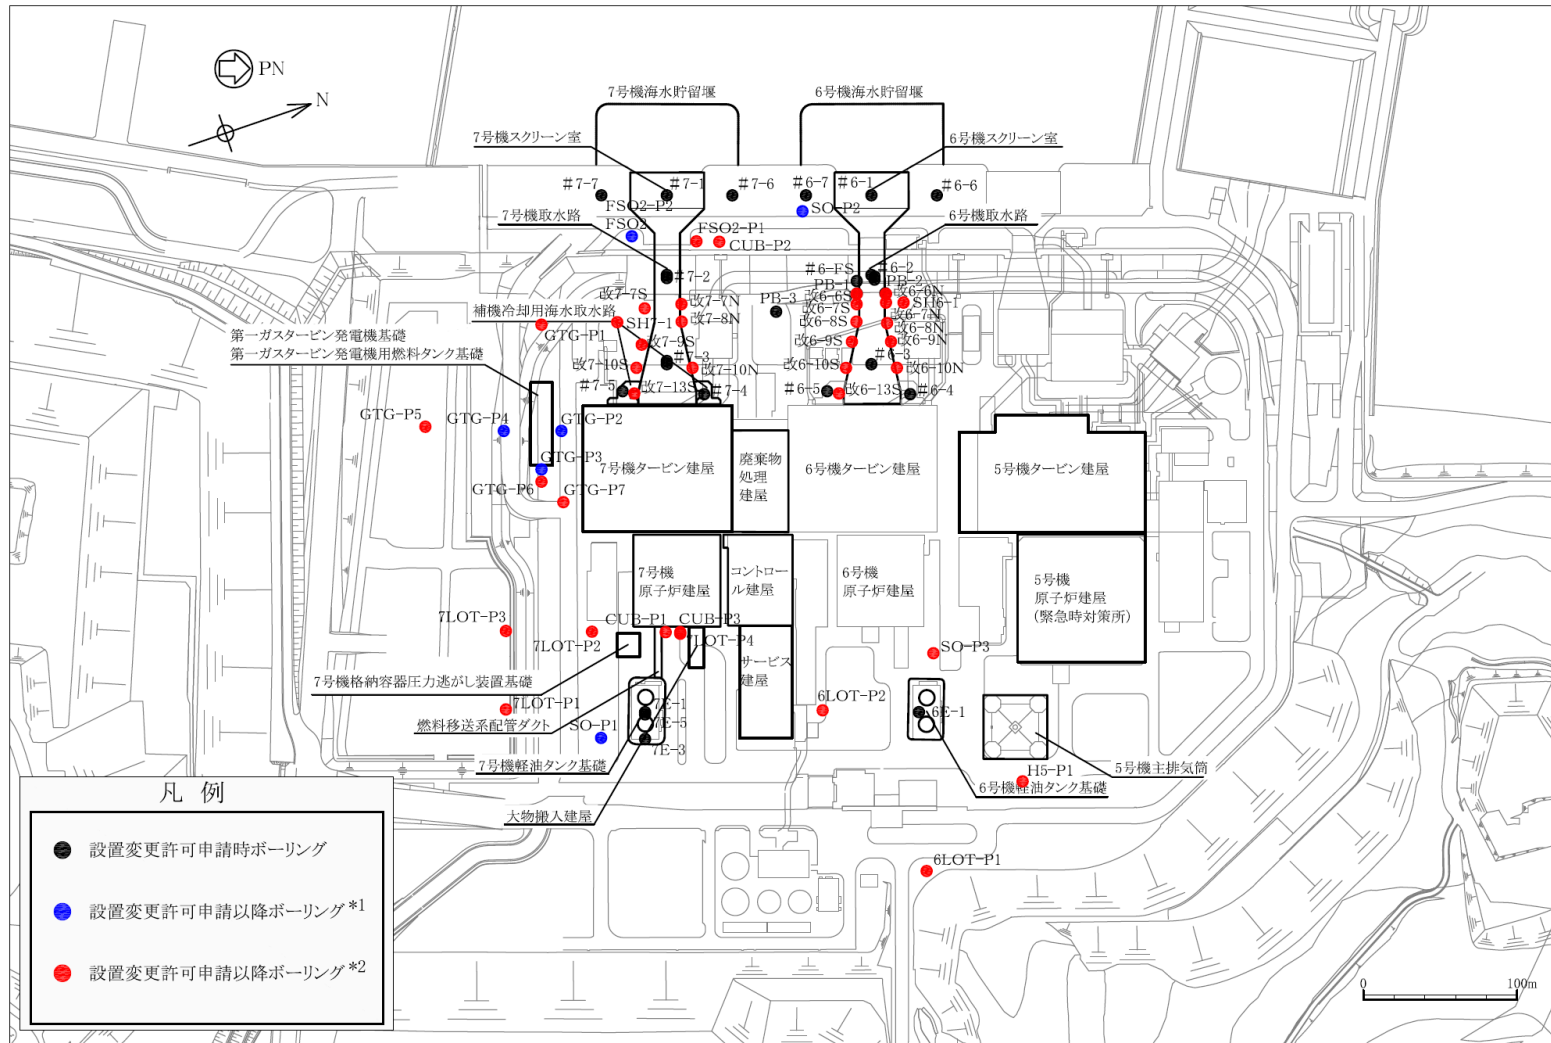 PN
N
7号機海水貯留堰
6号機海水貯留堰
7号機スクリーン室
6号機スクリーン室
#7-7
#7-1
#7-6
#6-7
#6-1
#6-6
FSO2-P2
SO-P2
7号機取水路
6号機取水路
FSO2
FSO2-P1
CUB-P2
#7-2
#6-FS
#6-2
PB-1
PB-2
改7-7S
改7-7N
PB-3
改6-6S
改6-6N
改6-7S
SH6-1
補機冷却用海水取水路
SH7-1
改7-8N
改6-8S
改6-7N
改6-8N
GTG-P1
第一ガスタービン発電機基礎
改7-9S
改6-9S
改6-9N
第一ガスタービン発電機用燃料タンク基礎
#7-3
#6-3
改7-10S
改7-10N
改6-10S
改6-10N
#7-5
改7-13S
#7-4
#6-5
改6-13S
#6-4
GTG-P5
GTG-P4
GTG-P2
GTG-P3
7号機タービン建屋
廃棄物
処理
建屋
6号機タービン建屋
5号機タービン建屋
GTG-P6
GTG-P7
7号機
原子炉建屋
コントロー
ル建屋
6号機
原子炉建屋
5号機
原子炉建屋
(緊急時対策所)
7LOT-P3
7LOT-P2
CUB-P1
CUB-P3
7LOT-P4
SO-P3
サービス
建屋
7号機格納容器圧力逃がし装置基礎
7LOT-P1
7E-1
6LOT-P2
6E-1
燃料移送系配管ダクト
SO-P1
7E-5
7E-3
7号機軽油タンク基礎
H5-P1
5号機主排気筒
6号機軽油タンク基礎
大物搬入建屋
6LOT-P1
凡 例
設置変更許可申請時ボーリング
設置変更許可申請以降ボーリング*1
設置変更許可申請以降ボーリング*2
0
100m